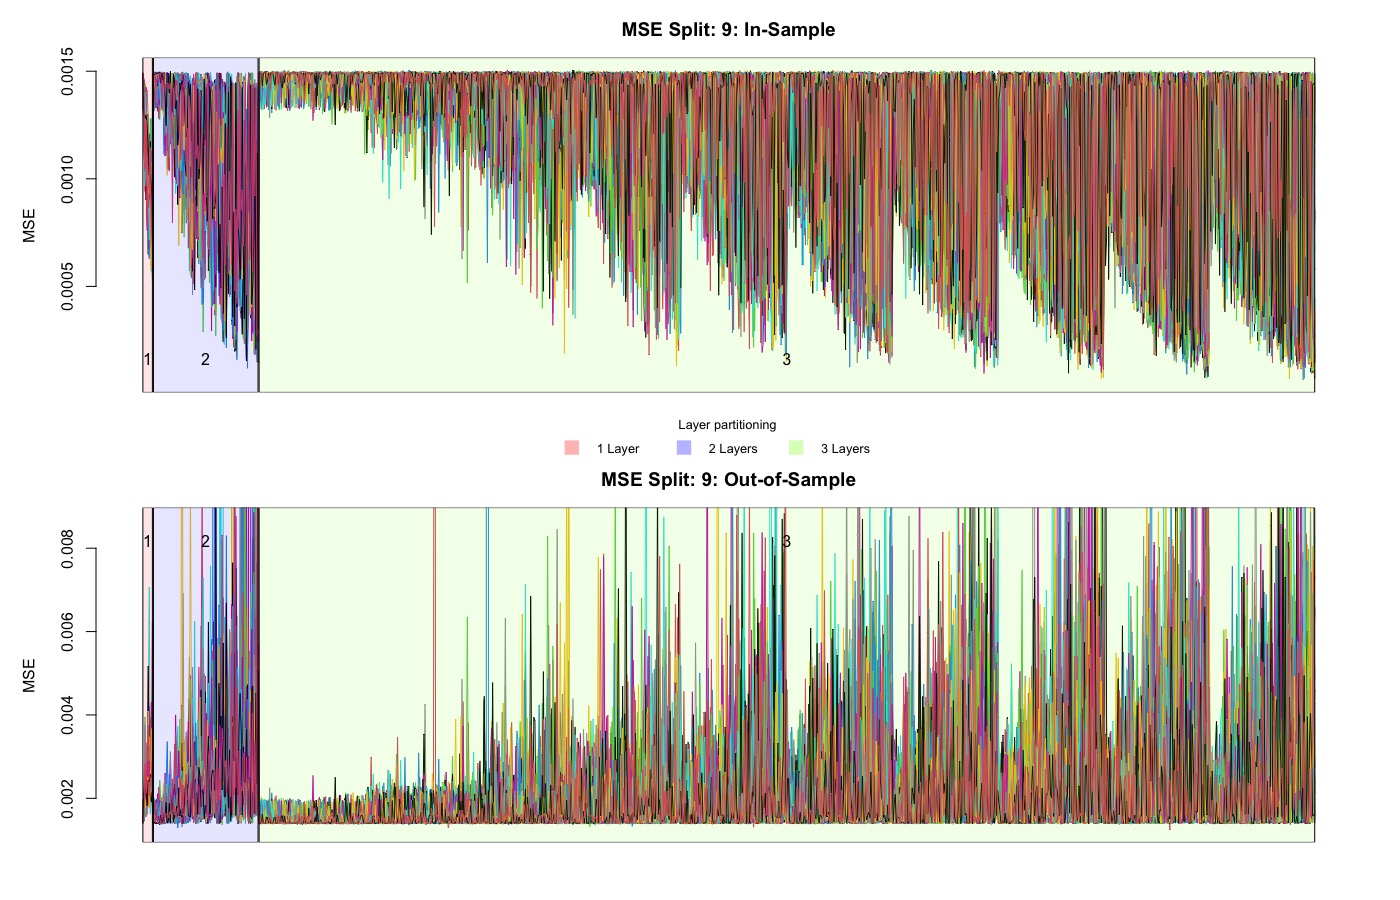 MSE Split: 9: In-Sample
MSE
0.0015
0.0010
0.0005
1
2
3
Layer partitioning
1 Layer
2 Layers
3 Layers
MSE Split: 9: Out-of-Sample
MSE
0.008
0.006
0.004
0.002
1
2
3